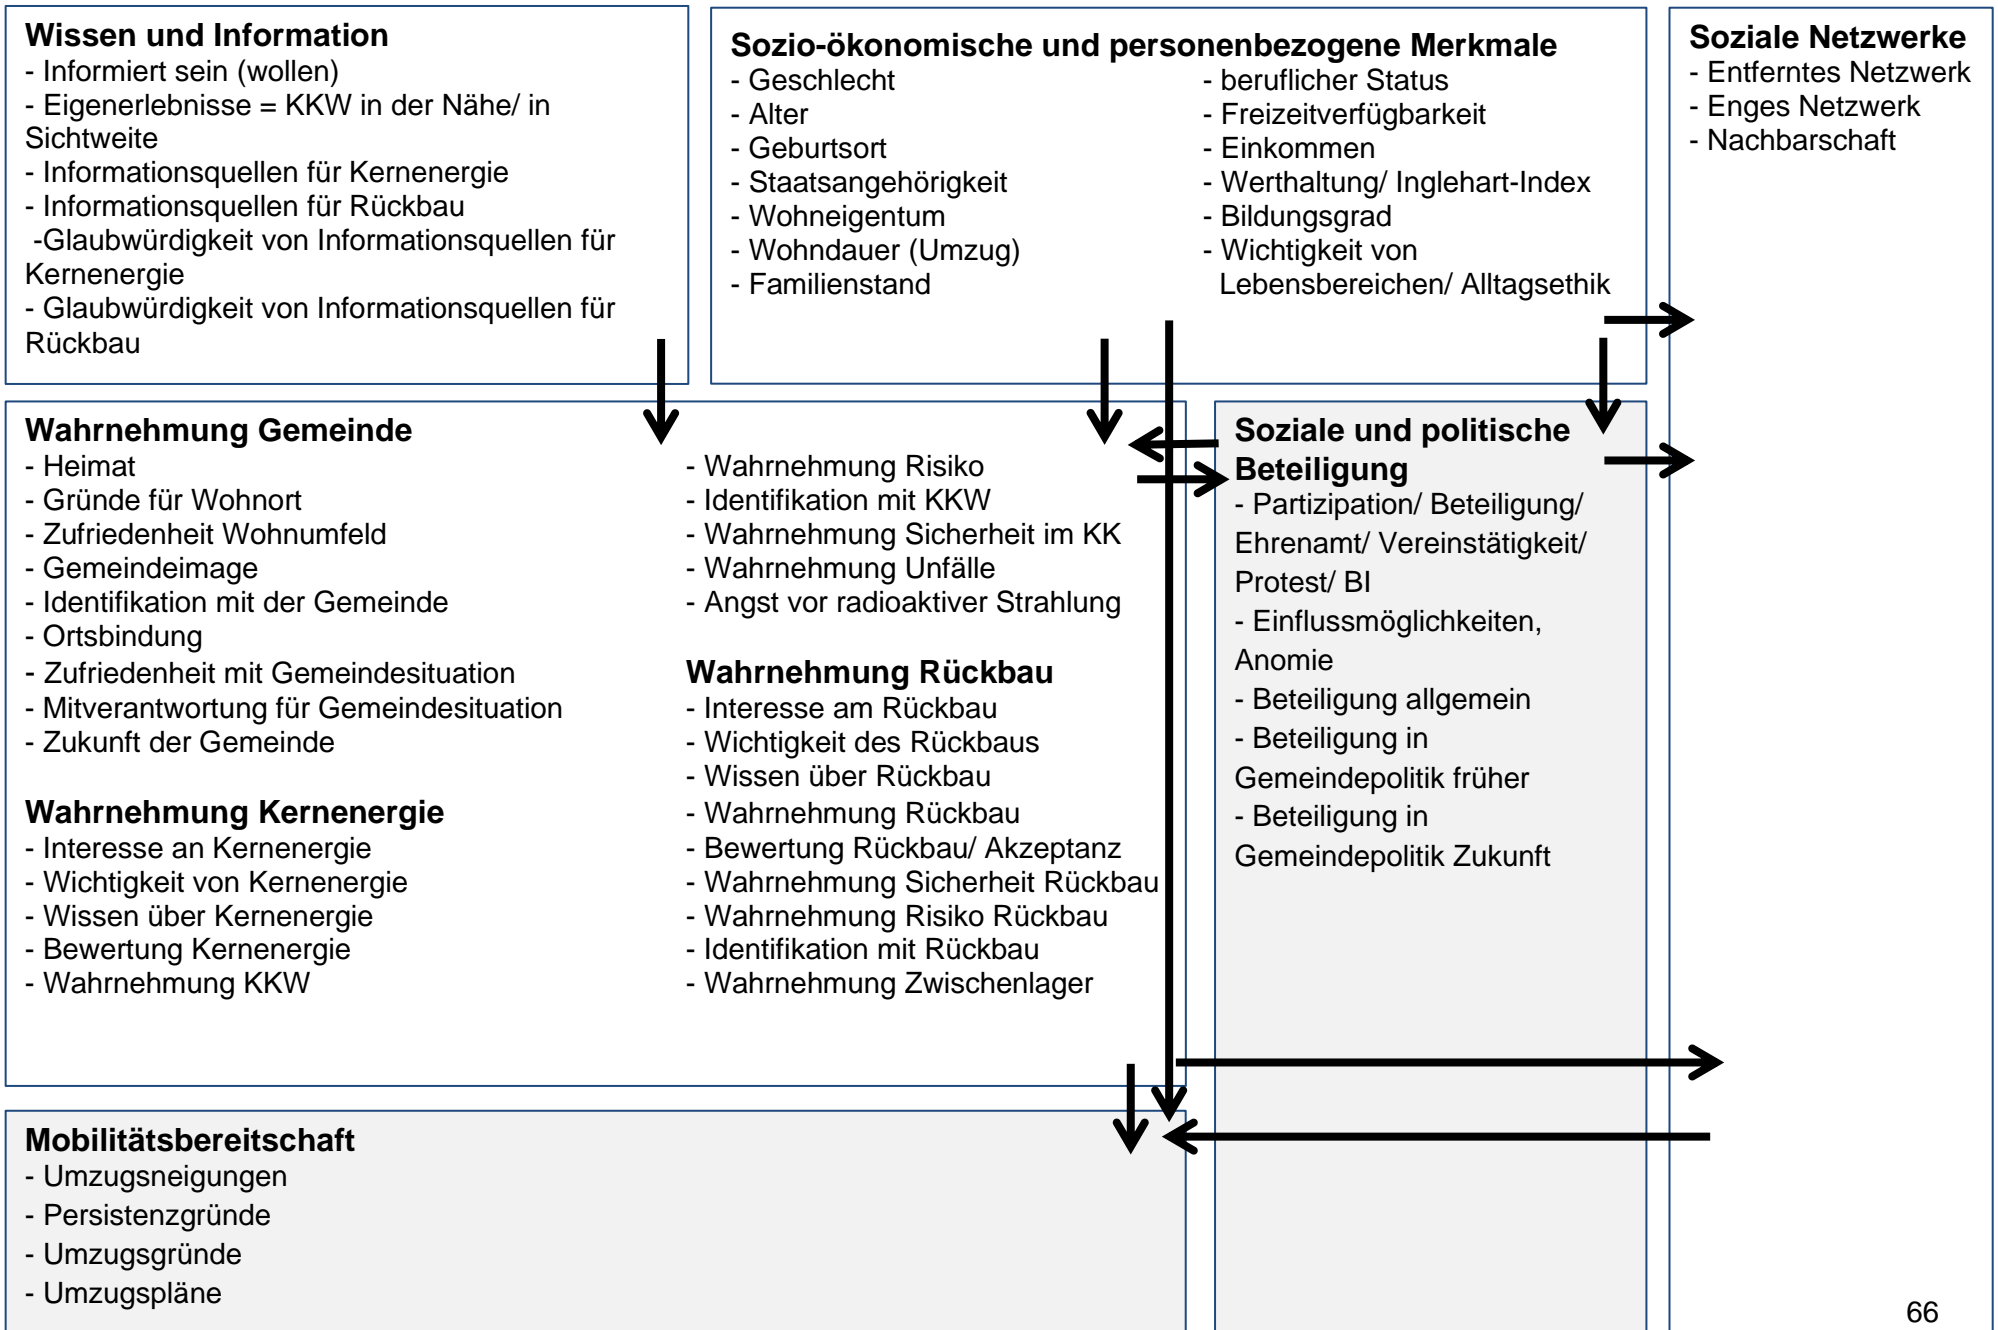 Wissen und Information
- Informiert sein (wollen)
- Eigenerlebnisse = KKW in der Nähe/ in
Sichtweite
- Informationsquellen für Kernenergie
- Informationsquellen für Rückbau
-Glaubwürdigkeit von Informationsquellen für
Kernenergie
- Glaubwürdigkeit von Informationsquellen für
Rückbau
Sozio-ökonomische und personenbezogene Merkmale
- Geschlecht
- Alter
- Geburtsort
- Staatsangehörigkeit
- Wohneigentum
- Wohndauer (Umzug)
- Familienstand
- beruflicher Status
- Freizeitverfügbarkeit
- Einkommen
- Werthaltung/ Inglehart-Index
- Bildungsgrad
- Wichtigkeit von
Lebensbereichen/ Alltagsethik
Soziale Netzwerke
- Entferntes Netzwerk
- Enges Netzwerk
- Nachbarschaft
Wahrnehmung Gemeinde
- Heimat
- Gründe für Wohnort
- Zufriedenheit Wohnumfeld
- Gemeindeimage
- Identifikation mit der Gemeinde
- Ortsbindung
- Zufriedenheit mit Gemeindesituation
- Mitverantwortung für Gemeindesituation
- Zukunft der Gemeinde
Wahrnehmung Kernenergie
- Interesse an Kernenergie
- Wichtigkeit von Kernenergie
- Wissen über Kernenergie
- Bewertung Kernenergie
- Wahrnehmung KKW
- Wahrnehmung Risiko
- Identifikation mit KKW
- Wahrnehmung Sicherheit im KK
- Wahrnehmung Unfälle
- Angst vor radioaktiver Strahlung
Wahrnehmung Rückbau
- Interesse am Rückbau
- Wichtigkeit des Rückbaus
- Wissen über Rückbau
- Wahrnehmung Rückbau
- Bewertung Rückbau/ Akzeptanz
- Wahrnehmung Sicherheit Rückbau
- Wahrnehmung Risiko Rückbau
- Identifikation mit Rückbau
- Wahrnehmung Zwischenlager
Soziale und politische
Beteiligung
- Partizipation/ Beteiligung/
Ehrenamt/ Vereinstätigkeit/
Protest/ BI
- Einflussmöglichkeiten,
Anomie
- Beteiligung allgemein
- Beteiligung in
Gemeindepolitik früher
- Beteiligung in
Gemeindepolitik Zukunft
Mobilitätsbereitschaft
- Umzugsneigungen
- Persistenzgründe
- Umzugsgründe
- Umzugspläne
66